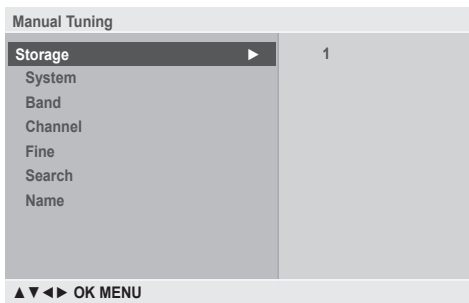 Manual Tuning
Storage ► 1
System
Band
Channel
Fine
Search
Name
▲▼◄► OK MENU